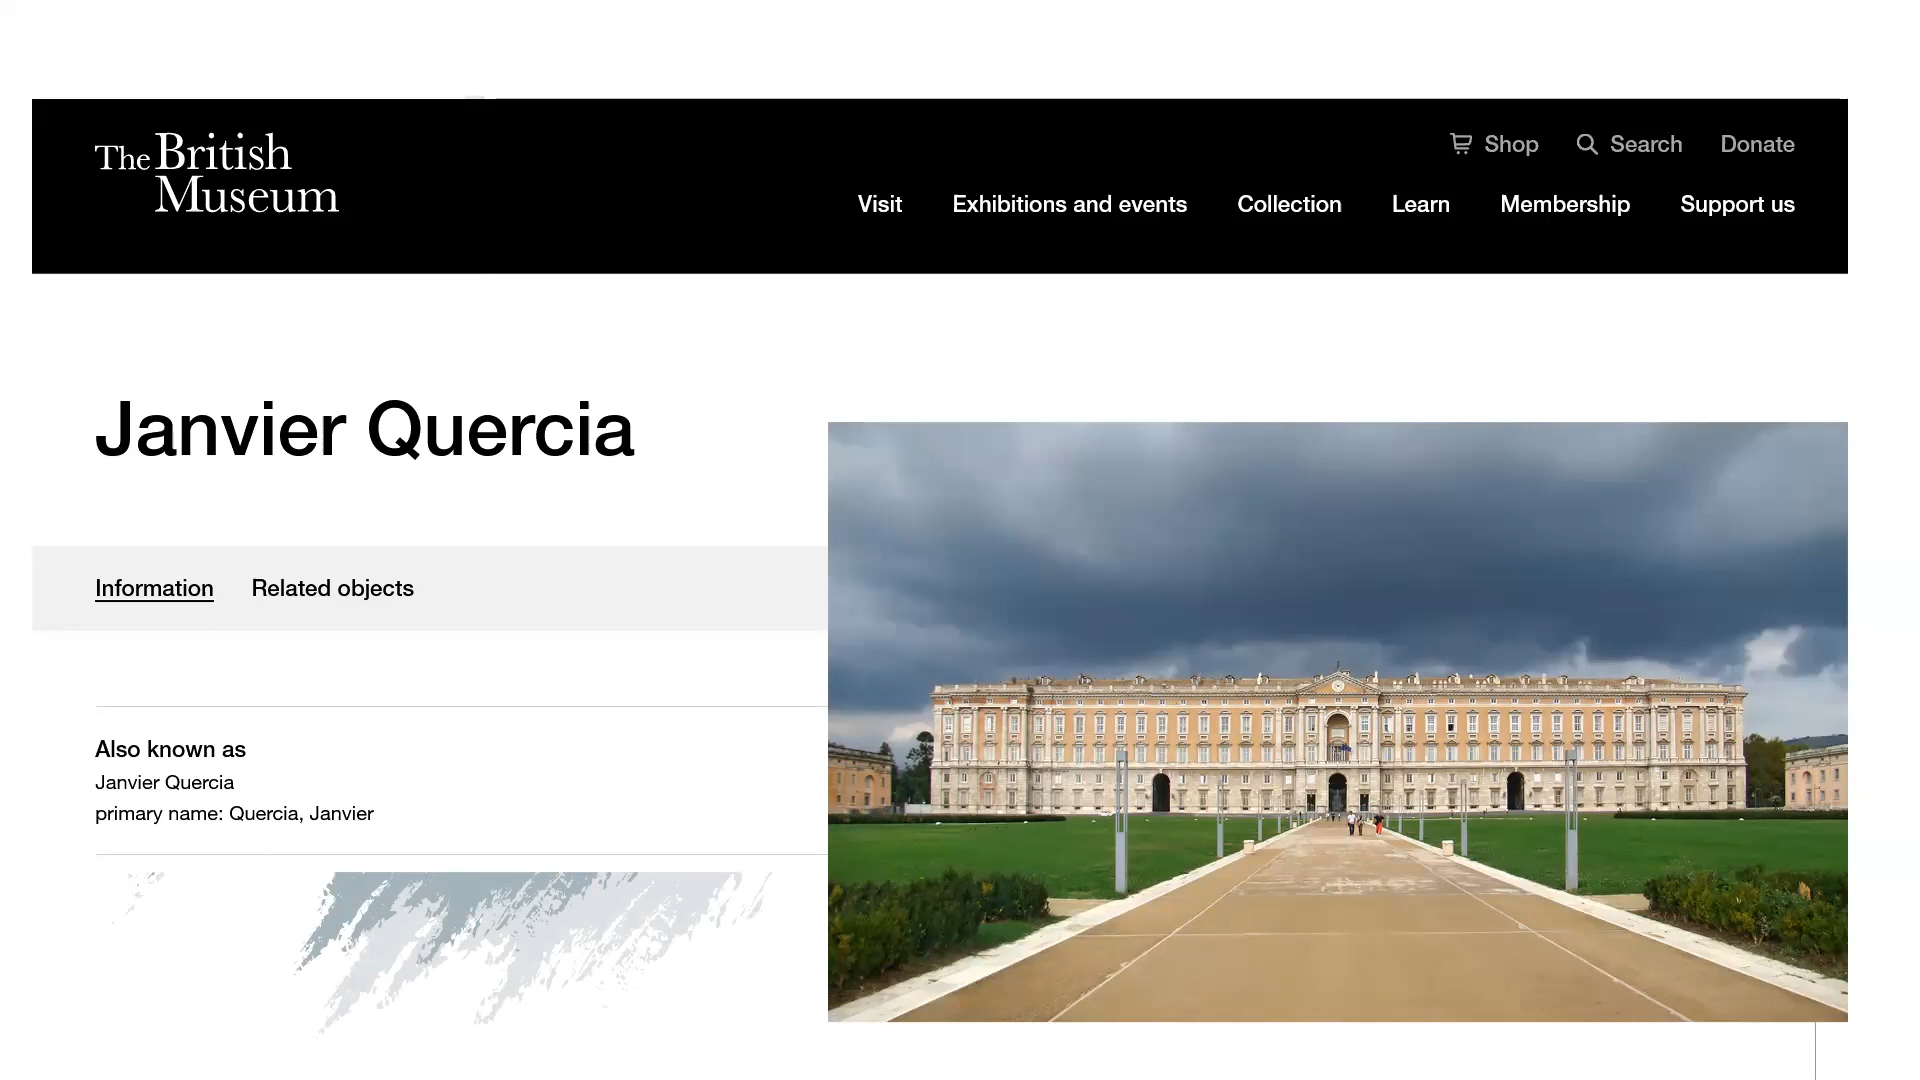 The British
Museum
Shop Search Donate
Visit Exhibitions and events Collection Learn Membership Support us
Janvier Quercia
Information Related objects
Also known as
Janvier Quercia
primary name: Quercia, Janvier